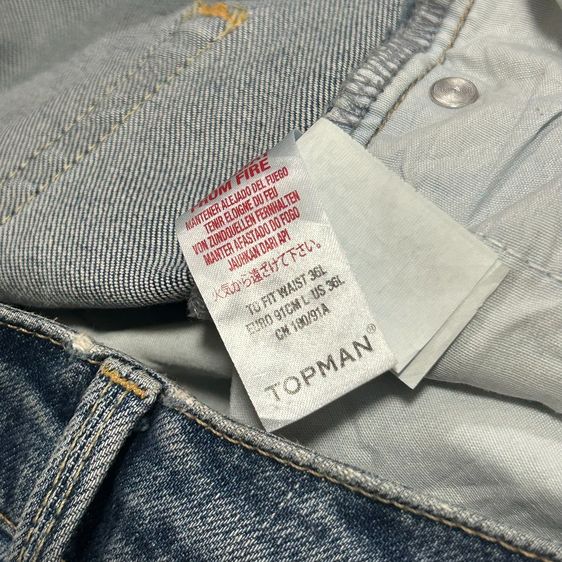 FROM FIRE
MANTENER ALEJADO DEL FUEGO
TENIR ELOIGNE DU FEU
VON ZUNDQUELLEN FERNHALTEN
MANTER AFASTADO DO FOGO
JAUHKAN DARI API
火気から遠ざけて下さい。
TO FIT WAIST 36L
EURO 91CM L - US 36L
CM 180/91A
TOPMAN®